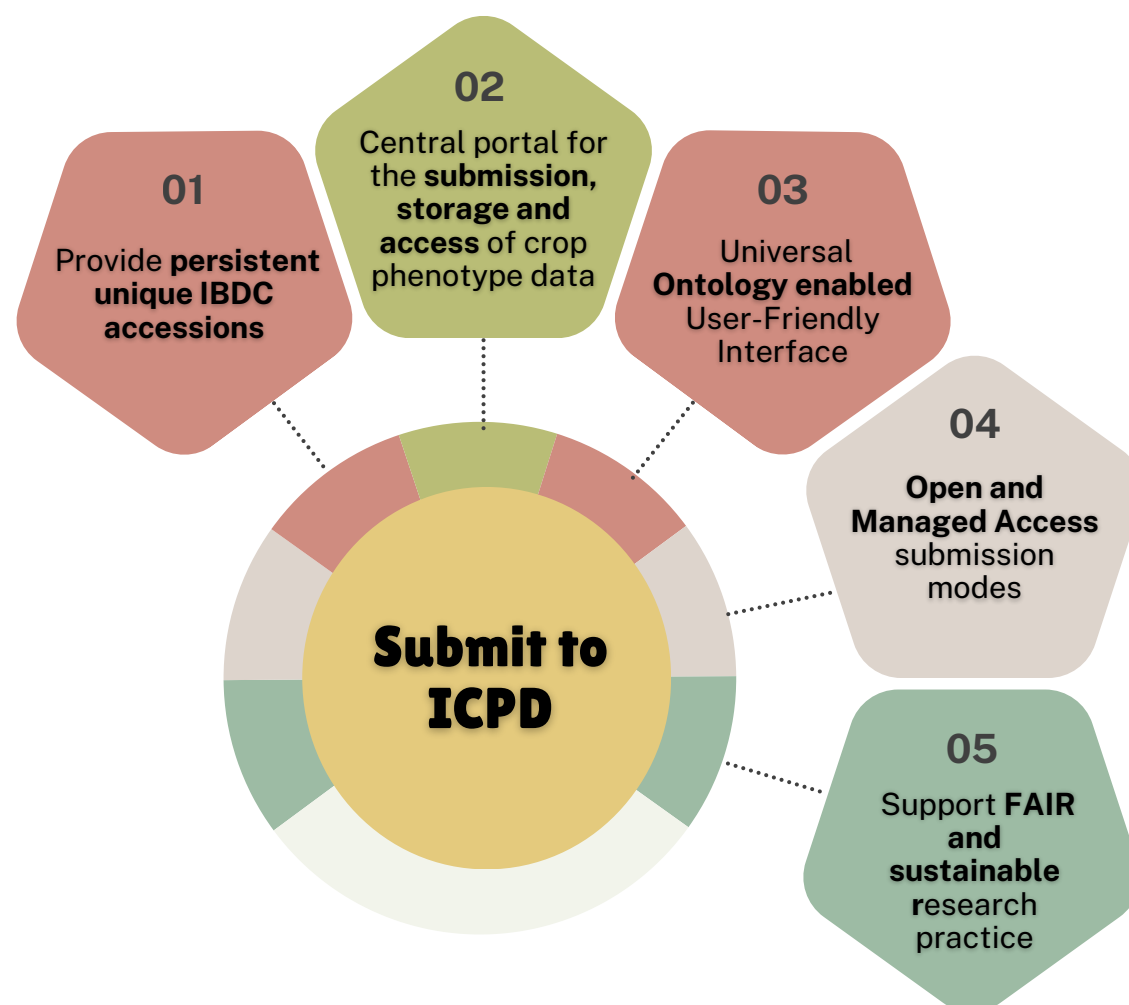 01
Provide persistent
unique IBDC
accessions
02
Central portal for
the submission,
storage and
access of crop
phenotype data
03
Universal
Ontology enabled
User-Friendly
Interface
04
Open and
Managed Access
submission
modes
05
Support FAIR
and
sustainable
research
practice
Submit to
ICPD